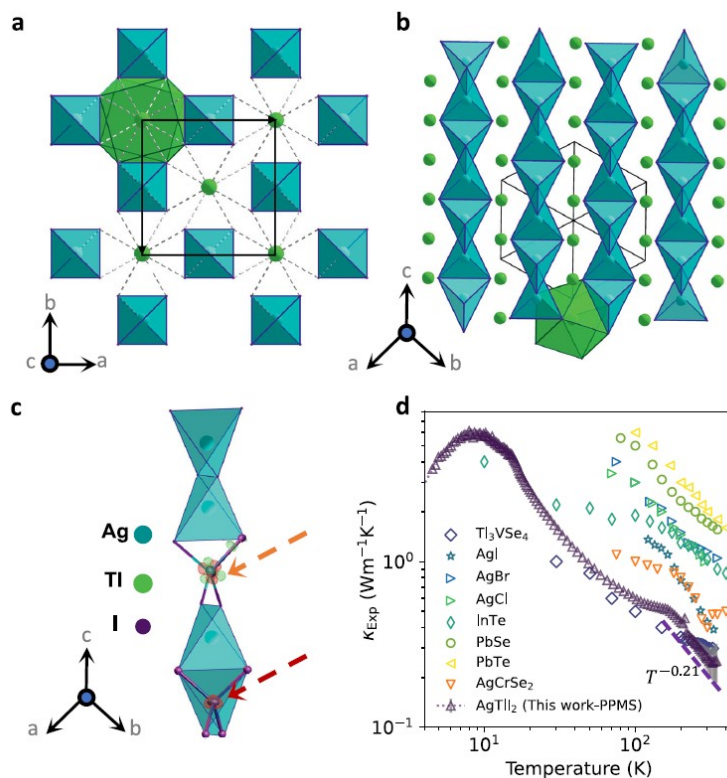 a
b
b
c
a
c
a
b
c
Ag
Tl
I
c
a
b
d
κExp (Wm⁻¹K⁻¹)
10⁰
10⁻¹
Tl₃VSe₄
AgI
AgBr
AgCl
InTe
PbSe
PbTe
AgCrSe₂
AgTlI₂ (This work–PPMS)
T⁻⁰·²¹
10¹
10²
Temperature (K)